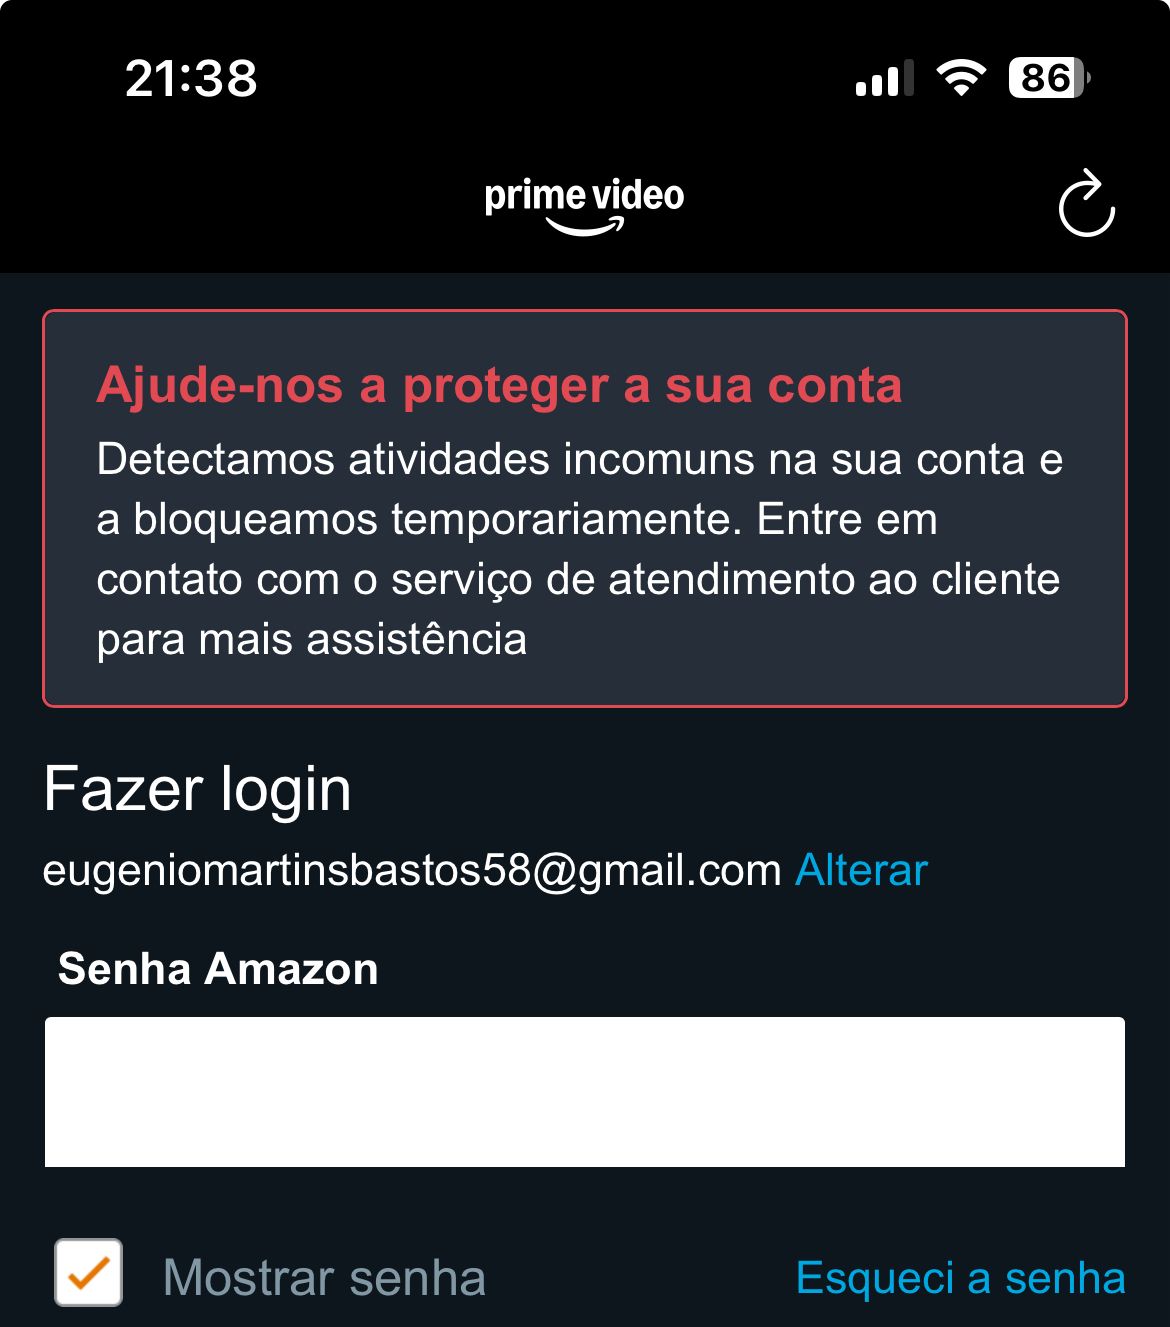 21:38
86
prime video
Ajude-nos a proteger a sua conta
Detectamos atividades incomuns na sua conta e
a bloqueamos temporariamente. Entre em
contato com o serviço de atendimento ao cliente
para mais assistência
Fazer login
eugeniomartinsbastos58@gmail.com Alterar
Senha Amazon
Mostrar senha
Esqueci a senha